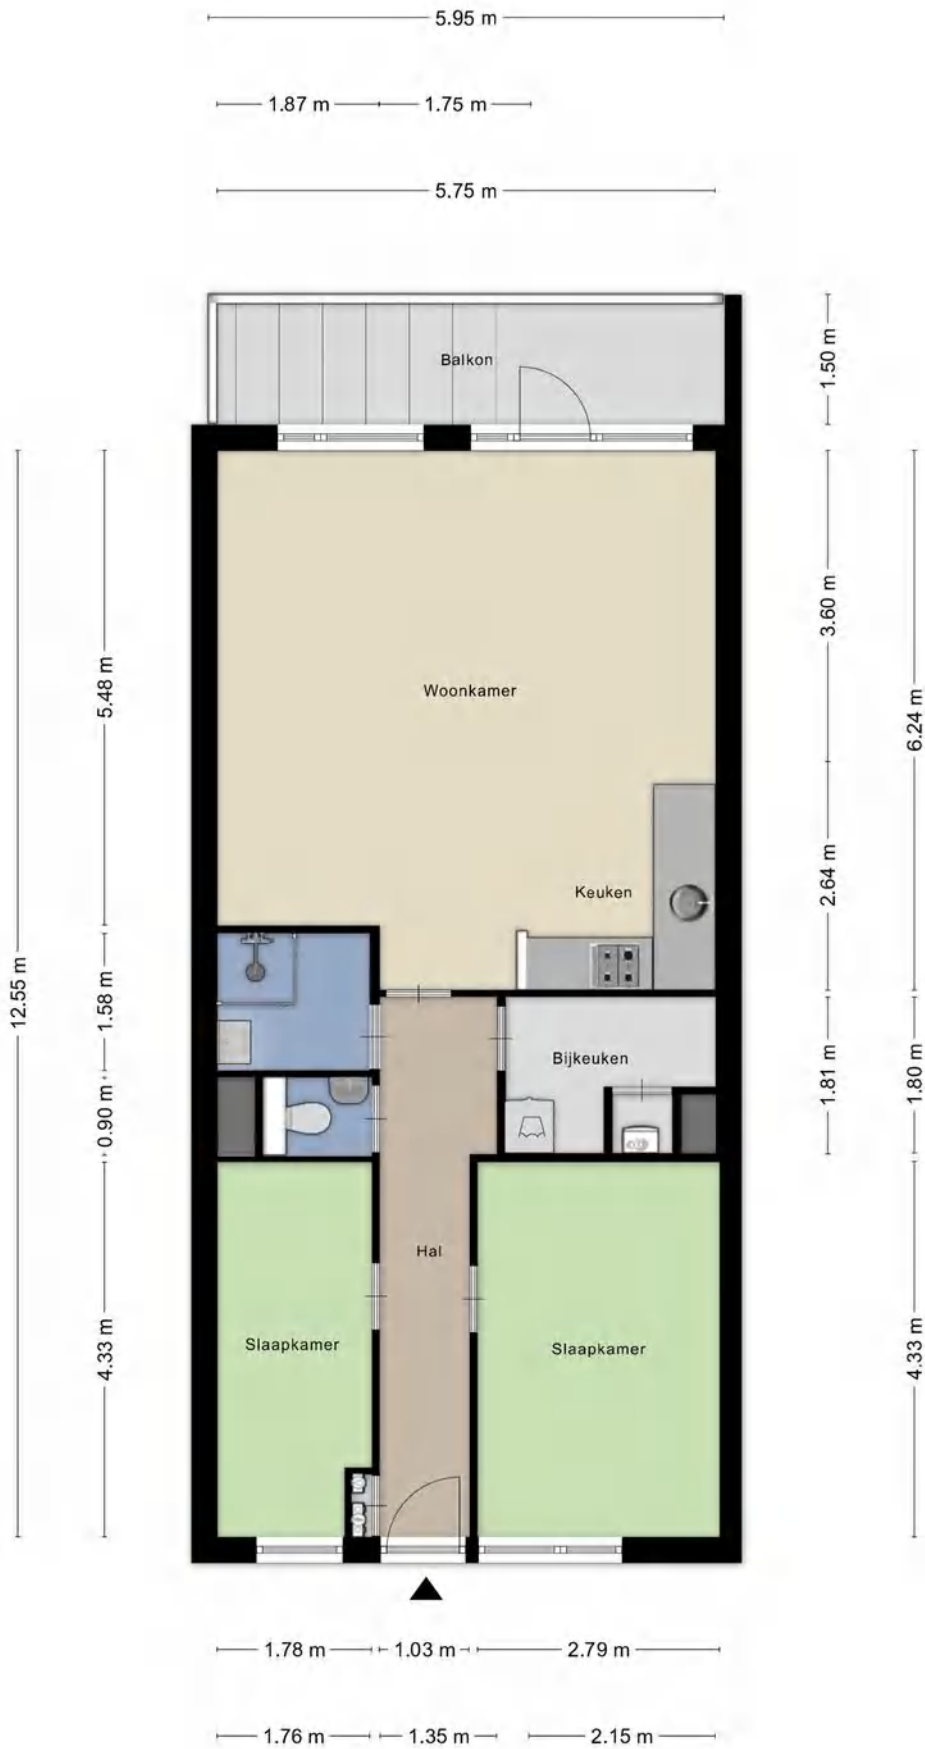 5.95 m
1.87 m
1.75 m
5.75 m
Balkon
1.50 m
5.48 m
3.60 m
Woonkamer
6.24 m
2.64 m
Keuken
12.55 m
1.58 m
Bijkeuken
1.81 m
1.80 m
0.90 m
Hal
Slaapkamer
Slaapkamer
4.33 m
4.33 m
1.78 m
1.03 m
2.79 m
1.76 m
1.35 m
2.15 m